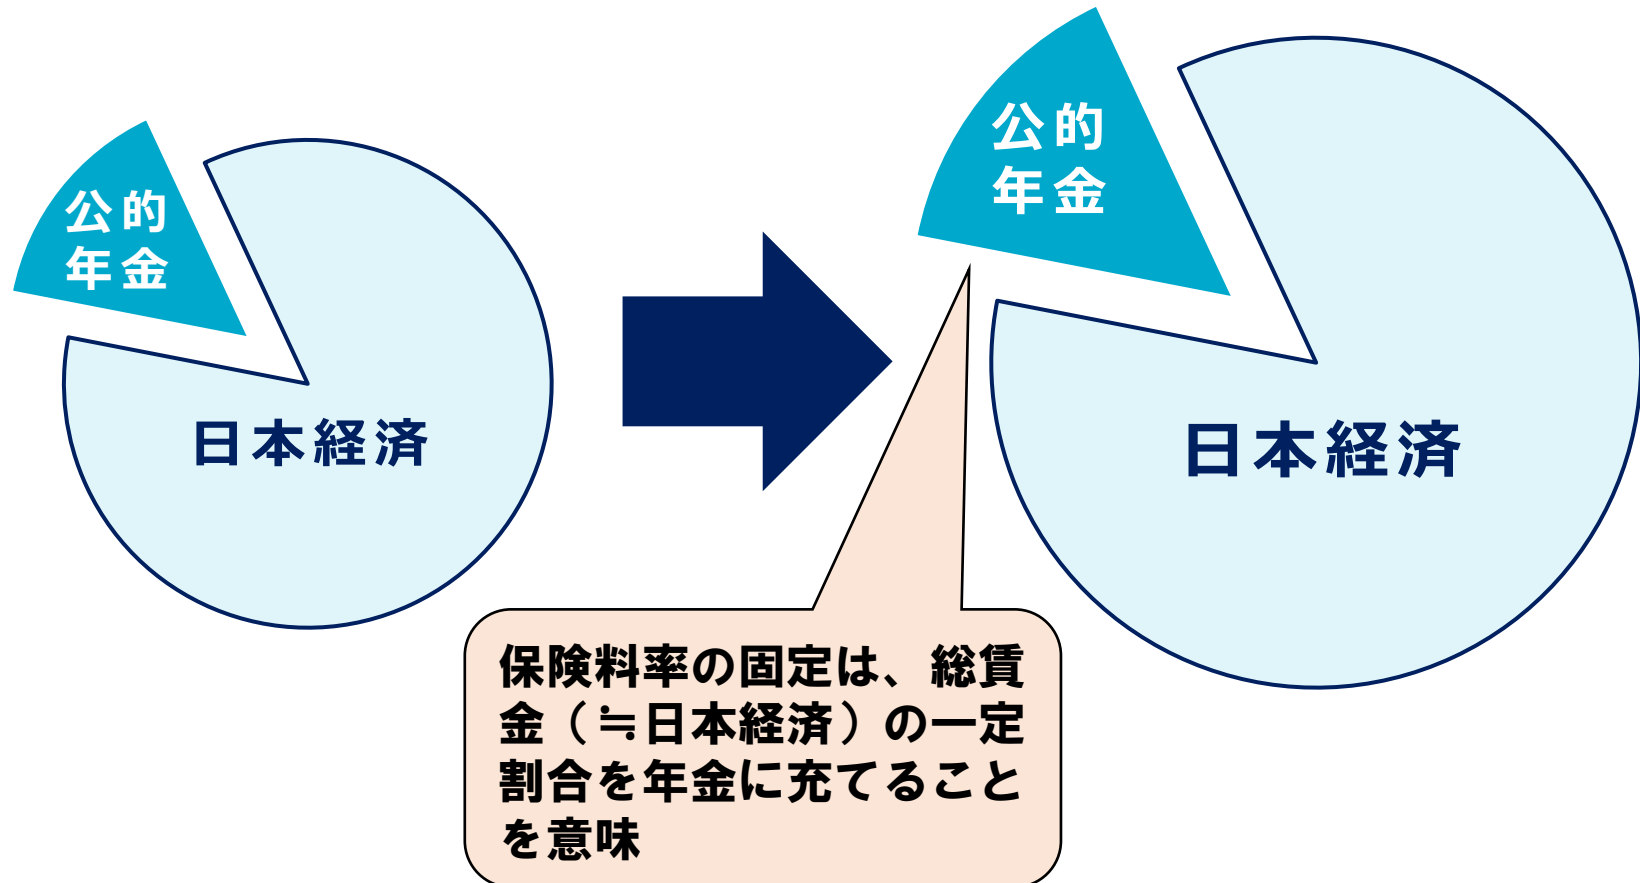 公的
年金
日本経済
公的
年金
日本経済
保険料率の固定は、総賃
金（≒日本経済）の一定
割合を年金に充てること
を意味